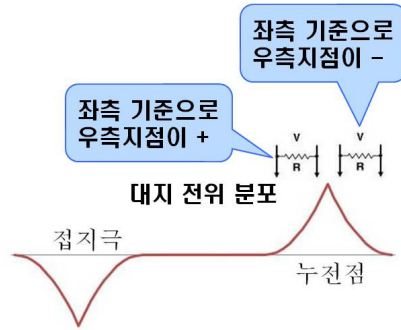 좌측 기준으로
우측지점이 -
좌측 기준으로
우측지점이 +
V
V
R
R
대지 전위 분포
접지극
누전점